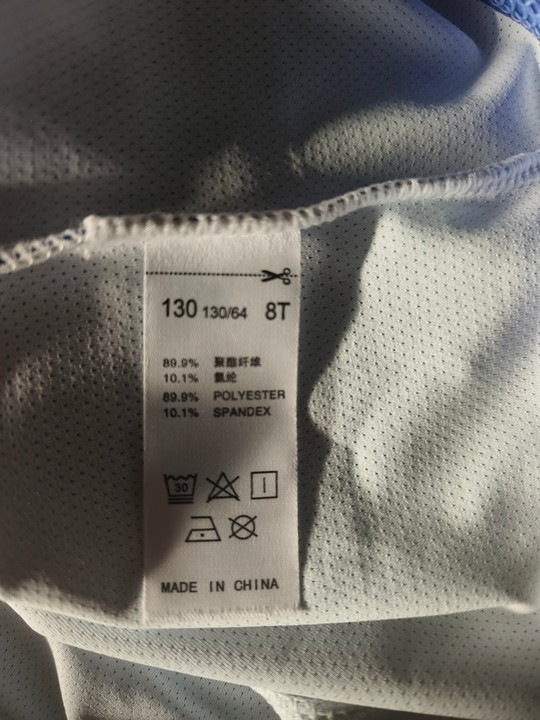 130 130/64 8T
89.9% 聚酯纤维
10.1% 氨纶
89.9% POLYESTER
10.1% SPANDEX
30
MADE IN CHINA